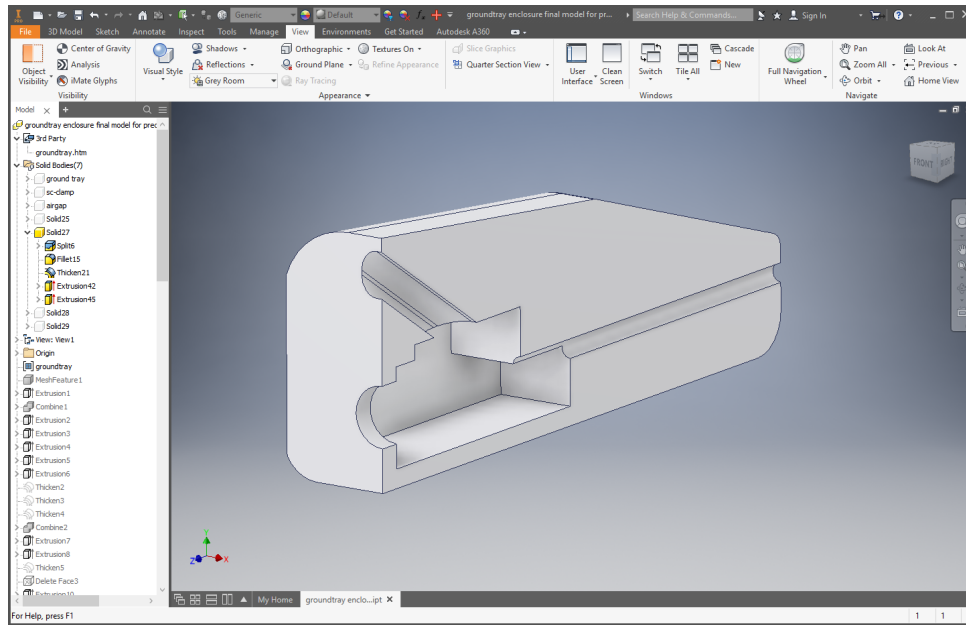 PRO
Generic
Default
groundtray enclosure final model for pr...
Search Help & Commands...
Sign In
File 3D Model Sketch Annotate Inspect Tools Manage View Environments Get Started Autodesk A360
Object Visibility
Center of Gravity
Analysis
iMate Glyphs
Visibility
Visual Style
Shadows
Reflections
Grey Room
Orthographic
Ground Plane
Ray Tracing
Textures On
Refine Appearance
Appearance
Slice Graphics
Quarter Section View
User Interface
Clean Screen
Switch
Tile All
Cascade
New
Windows
Full Navigation Wheel
Pan
Zoom All
Orbit
Look At
Previous
Home View
Navigate
Model
groundtray enclosure final model for prec
3rd Party
groundtray.htm
Solid Bodies(7)
ground tray
sc-clamp
airgap
Solid25
Solid27
Split6
Fillet15
Thicken21
Extrusion42
Extrusion45
Solid28
Solid29
View: View1
Origin
groundtray
MeshFeature1
Extrusion1
Combine1
Extrusion2
Extrusion3
Extrusion4
Extrusion5
Extrusion6
Thicken2
Thicken3
Thicken4
Combine2
Extrusion7
Extrusion8
Thicken5
Delete Face3
Extrusion10
FRONT
Y
Z X
My Home groundtray enclo...ipt
For Help, press F1
1 1